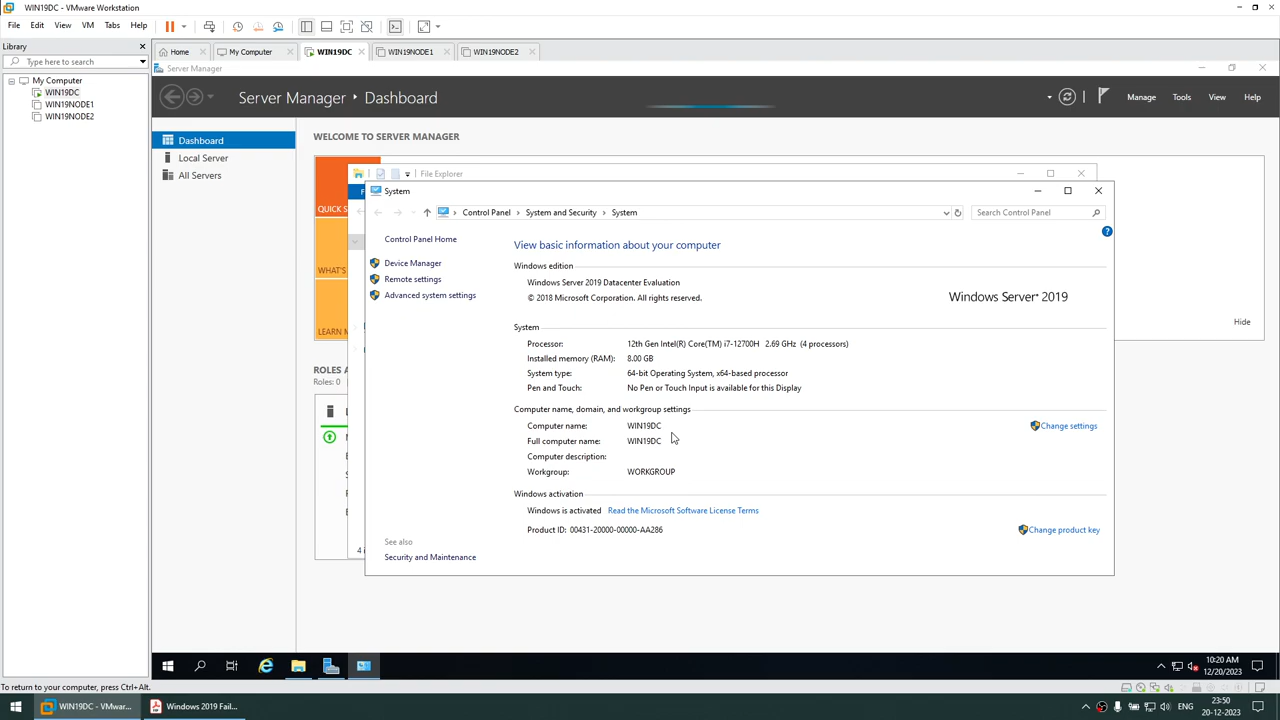 WIN19DC - VMware Workstation
File Edit View VM Tabs Help
Library
Type here to search
My Computer
WIN19DC
WIN19NODE1
WIN19NODE2
Home My Computer WIN19DC WIN19NODE1 WIN19NODE2
Server Manager
Server Manager • Dashboard
Manage Tools View Help
Dashboard
Local Server
All Servers
WELCOME TO SERVER MANAGER
QUICK S
WHAT'S
LEARN M
Hide
ROLES A
Roles: 0
File Explorer
F
4 i
System
Control Panel System and Security System
Search Control Panel
Control Panel Home
Device Manager
Remote settings
Advanced system settings
See also
Security and Maintenance
View basic information about your computer
Windows edition
Windows Server 2019 Datacenter Evaluation
© 2018 Microsoft Corporation. All rights reserved.
Windows Server® 2019
System
Processor: 12th Gen Intel(R) Core(TM) i7-12700H 2.69 GHz (4 processors)
Installed memory (RAM): 8.00 GB
System type: 64-bit Operating System, x64-based processor
Pen and Touch: No Pen or Touch Input is available for this Display
Computer name, domain, and workgroup settings
Computer name: WIN19DC
Change settings
Full computer name: WIN19DC
Computer description:
Workgroup: WORKGROUP
Windows activation
Windows is activated Read the Microsoft Software License Terms
Product ID: 00431-20000-00000-AA286
Change product key
10:20 AM
12/20/2023
To return to your computer, press Ctrl+Alt.
WIN19DC - VMwar...
Windows 2019 Fail...
ENG
23:50
20-12-2023